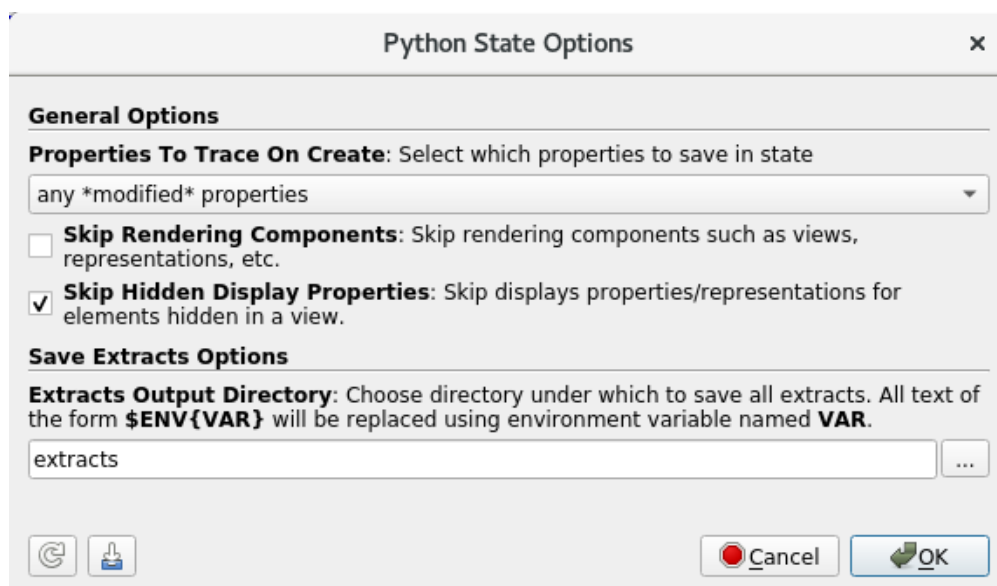 Python State Options
General Options
Properties To Trace On Create: Select which properties to save in state
any *modified* properties
Skip Rendering Components: Skip rendering components such as views,
representations, etc.
Skip Hidden Display Properties: Skip displays properties/representations for
elements hidden in a view.
Save Extracts Options
Extracts Output Directory: Choose directory under which to save all extracts. All text of
the form $ENV{VAR} will be replaced using environment variable named VAR.
extracts ...
Cancel OK